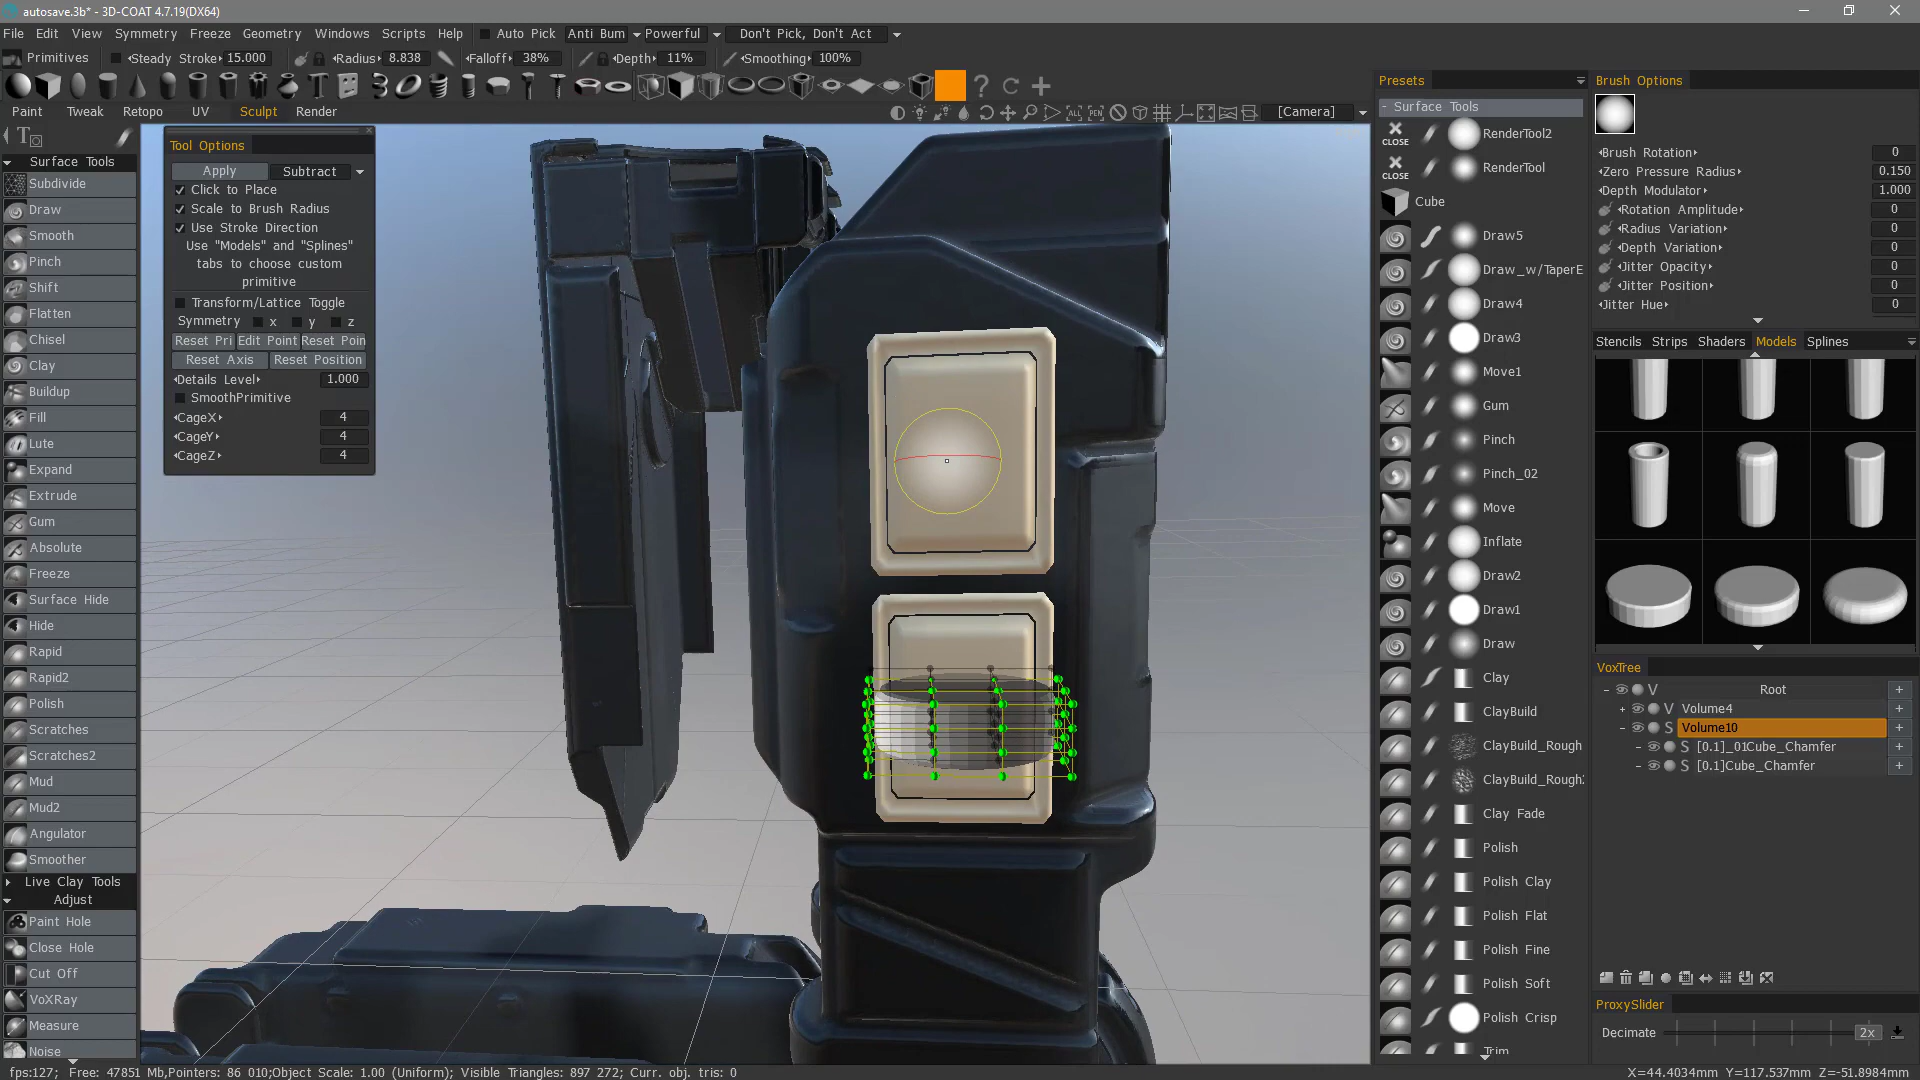 autosave.3b* - 3D-COAT 4.7.19(DX64)
File Edit View Symmetry Freeze Geometry Windows Scripts Help Auto Pick Anti Bum Powerful Don't Pick, Don't Act
Primitives Steady Stroke 15.000 Radius 8.838 Falloff 38% Depth 11% Smoothing 100%
Paint Tweak Retopo UV Sculpt Render [Camera]
Surface Tools
Subdivide
Draw
Smooth
Pinch
Shift
Flatten
Chisel
Clay
Buildup
Fill
Lute
Expand
Extrude
Gum
Absolute
Freeze
Surface Hide
Hide
Rapid
Rapid2
Polish
Scratches
Scratches2
Mud
Mud2
Angulator
Smoother
Live Clay Tools
Adjust
Paint Hole
Close Hole
Cut Off
VoXRay
Measure
Noise
Tool Options
Apply Subtract
Click to Place
Scale to Brush Radius
Use Stroke Direction
Use "Models" and "Splines"
tabs to choose custom
primitive
Transform/Lattice Toggle
Symmetry x y z
Reset Pri Edit Point Reset Poin
Reset Axis Reset Position
Details Level 1.000
SmoothPrimitive
CageX 4
CageY 4
CageZ 4
Presets
- Surface Tools
CLOSE RenderTool2
CLOSE RenderTool
Cube
Draw5
Draw_w/TaperE
Draw4
Draw3
Move1
Gum
Pinch
Pinch_02
Move
Inflate
Draw2
Draw1
Draw
Clay
ClayBuild
ClayBuild_Rough
ClayBuild_Rough
Clay Fade
Polish
Polish Clay
Polish Flat
Polish Fine
Polish Soft
Polish Crisp
Trim
Brush Options
Brush Rotation 0
Zero Pressure Radius 0.150
Depth Modulator 1.000
Rotation Amplitude 0
Radius Variation 0
Depth Variation 0
Jitter Opacity 0
Jitter Position 0
Jitter Hue 0
Stencils Strips Shaders Models Splines
VoxTree
- V Root +
+ V Volume4 +
- S Volume10 +
- S [0.1]_01Cube_Chamfer +
- S [0.1]Cube_Chamfer +
ProxySlider
Decimate 2x
fps:127; Free: 47851 Mb,Pointers: 86 010;Object Scale: 1.00 (Uniform); Visible Triangles: 897 272; Curr. obj. tris: 0
X=44.4034mm Y=117.537mm Z=-51.8984mm